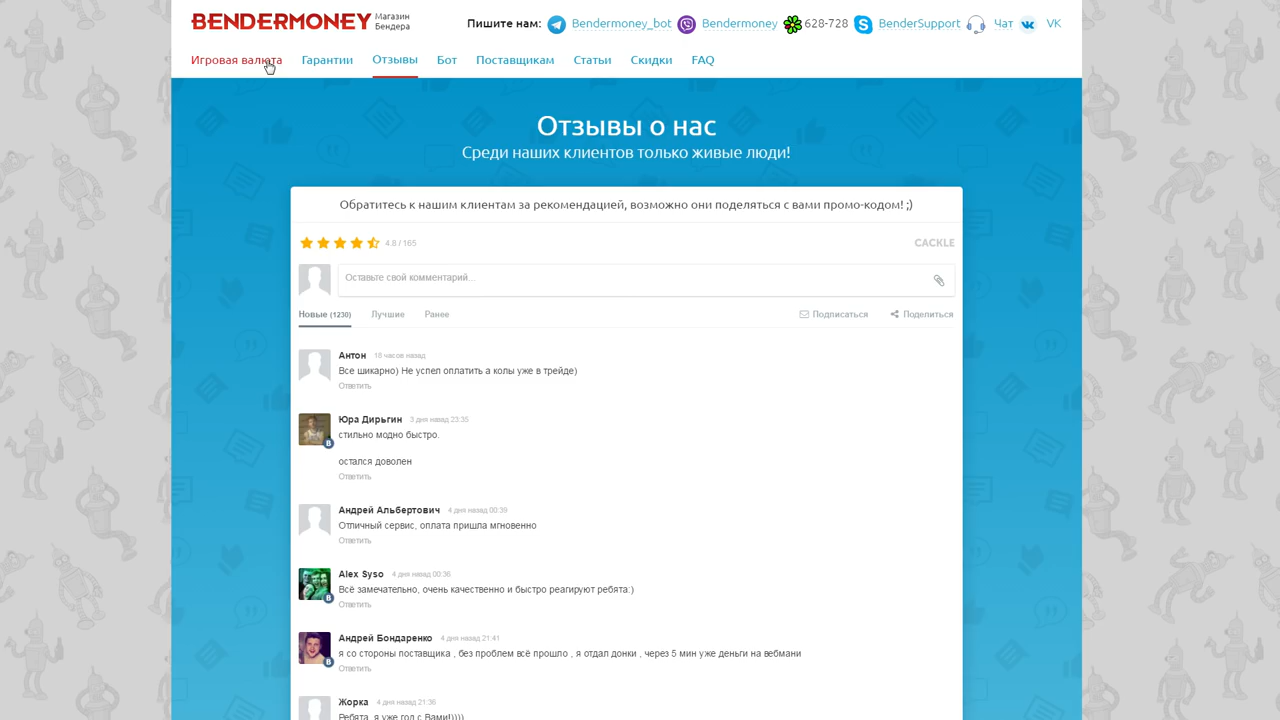 BENDERMONEY Магазин Бендера
Пишите нам: Bendermoney_bot Bendermoney 628-728 BenderSupport Чат VK
Игровая валюта Гарантии Отзывы Бот Поставщикам Статьи Скидки FAQ
Отзывы о нас
Среди наших клиентов только живые люди!
Обратитесь к нашим клиентам за рекомендацией, возможно они поделяться с вами промо-кодом! ;)
4.8 / 165 CACKLE
Оставьте свой комментарий...
Новые (1230) Лучшие Ранее Подписаться Поделиться
Антон 18 часов назад
Все шикарно) Не успел оплатить а колы уже в трейде)
Ответить
Юра Дирьгин 3 дня назад 23:35
стильно модно быстро.
остался доволен
Ответить
Андрей Альбертович 4 дня назад 00:39
Отличный сервис, оплата пришла мгновенно
Ответить
Alex Syso 4 дня назад 00:36
Всё замечательно, очень качественно и быстро реагируют ребята:)
Ответить
Андрей Бондаренко 4 дня назад 21:41
я со стороны поставщика , без проблем всё прошло , я отдал донки , через 5 мин уже деньги на вебмани
Ответить
Жорка 4 дня назад 21:36
Ребята, я уже год с Вами!))))